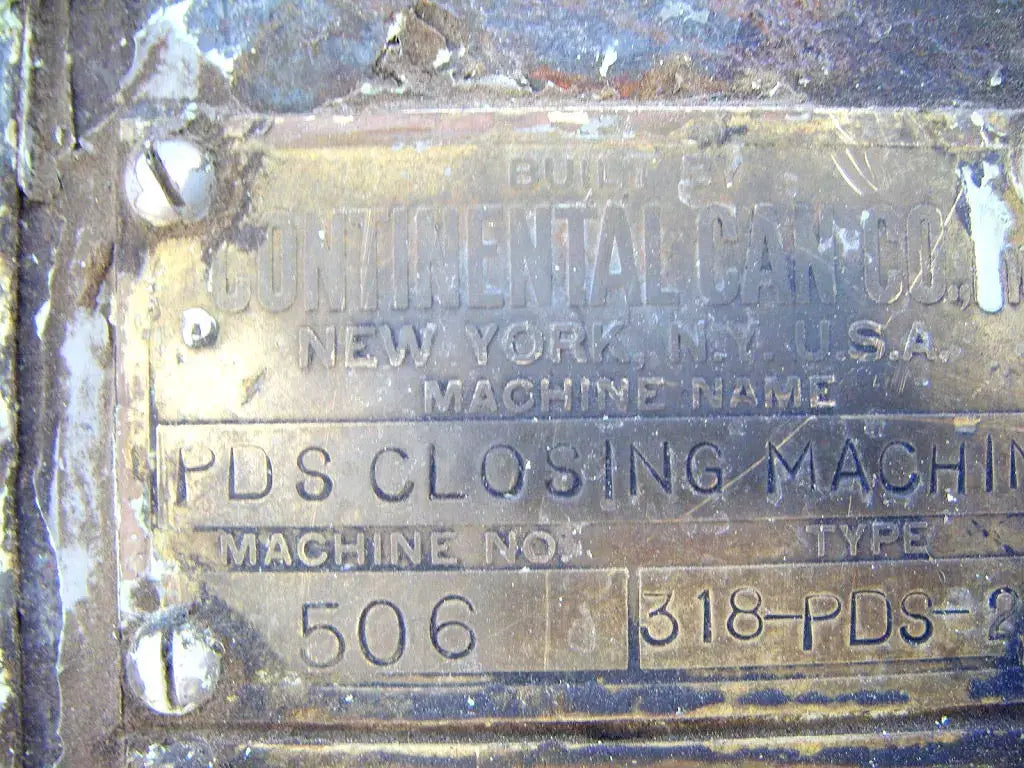 BUILT BY
CONTINENTAL CAN CO.,
NEW YORK, N.Y. U.S.A.
MACHINE NAME
PDS CLOSING MACHIN
MACHINE NO. TYPE
506 318-PDS-2